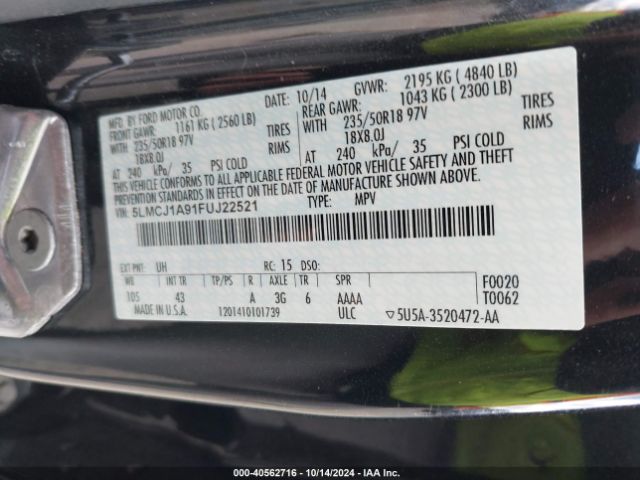 MFD. BY FORD MOTOR CO. DATE: 10/14 GVWR: 2195 KG ( 4840 LB)
FRONT GAWR: 1161 KG ( 2560 LB) REAR GAWR: 1043 KG ( 2300 LB)
WITH 235/50R18 97V TIRES WITH 235/50R18 97V TIRES
18X8.0J RIMS 18X8.0J RIMS
AT 240 kPa/ 35 PSI COLD AT 240 kPa/ 35 PSI COLD
THIS VEHICLE CONFORMS TO ALL APPLICABLE FEDERAL MOTOR VEHICLE SAFETY AND THEFT
PREVENTION STANDARDS IN EFFECT ON THE DATE OF MANUFACTURE SHOWN ABOVE.
VIN: 5LMCJ1A91FUJ22521 TYPE: MPV
EXT PNT: UH RC: 15 DSO:
WB INT TR TP/PS R AXLE TR SPR F0020
105 43 A 3G 6 AAAA T0062
MADE IN U.S.A. 1201410101739 ULC ▽5U5A-3520472-AA
000-40562716 - 10/14/2024 - IAA Inc.